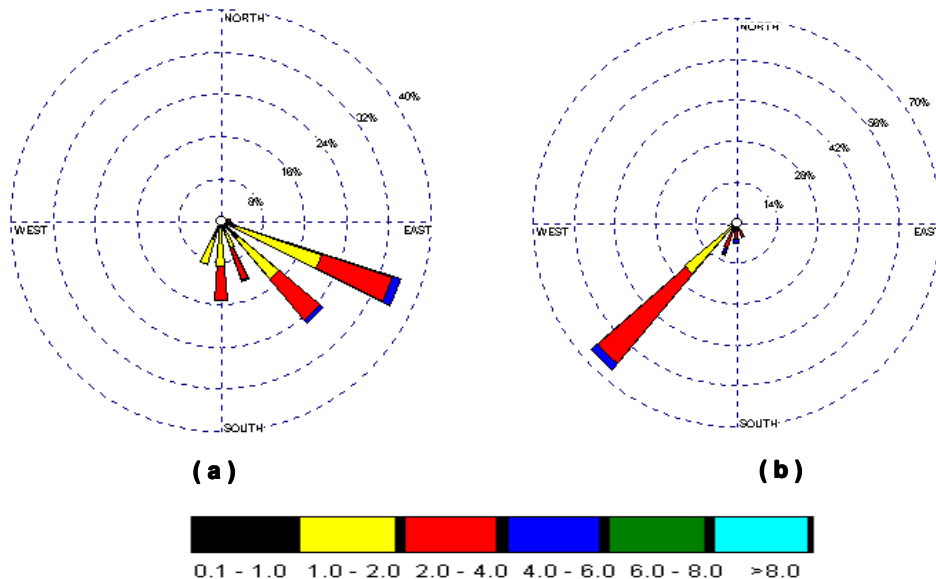 NORTH
40%
32%
24%
16%
8%
WEST
EAST
SOUTH
( a )
NORTH
70%
56%
42%
28%
14%
WEST
EAST
SOUTH
( b )
0.1 - 1.0 1.0 - 2.0 2.0 - 4.0 4.0 - 6.0 6.0 - 8.0 >8.0